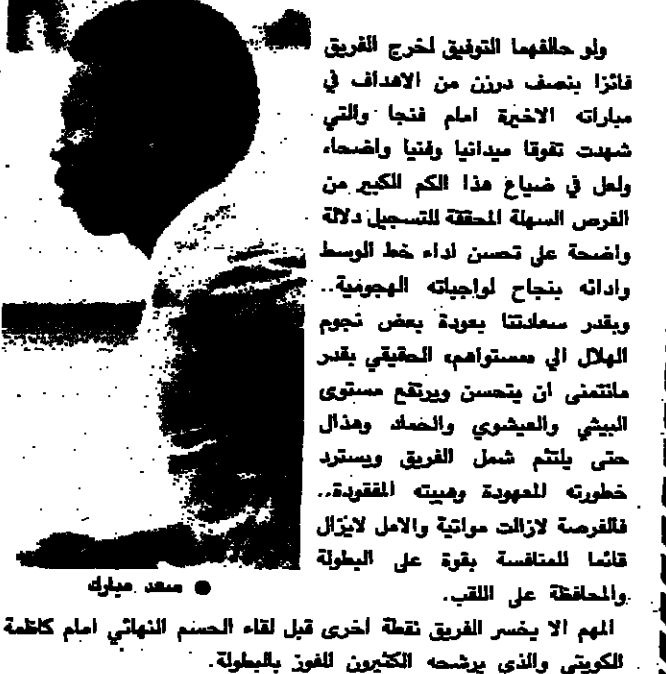 ولو حالفهما التوفيق لخرج الفريق
فائزا بنصف درزن من الاهداف في
مباراته الاخيرة امام فنجا والتي
شهدت تفوقا ميدانيا وفنيا واضحا،
ولعل في ضياع هذا الكم الكبير من
الفرص السهلة المحققة للتسجيل دلالة
واضحة على تحسن اداء خط الوسط
وادائه بنجاح لواجباته الهجومية..
وبقدر سعادتنا بعودة بعض نجوم
الهلال الي مستواهم، الحقيقي بقدر
مانتمنى ان يتحسن ويرتفع مستوى
البيشي والعيشوي والحماد وهذال
حتى يلتئم شمل الفريق ويسترد
خطورته المعهودة وهيبته المفقودة..
فالفرصة لازالت مواتية والامل لايزال
قائما للمنافسة بقوة على البطولة
والمحافظة على اللقب.
● سعد مبارك
المهم الا يخسر الفريق نقطة أخرى قبل لقاء الحسم النهائي امام كاظمة
الكويتي والذي يرشحه الكثيرون للفوز بالبطولة.